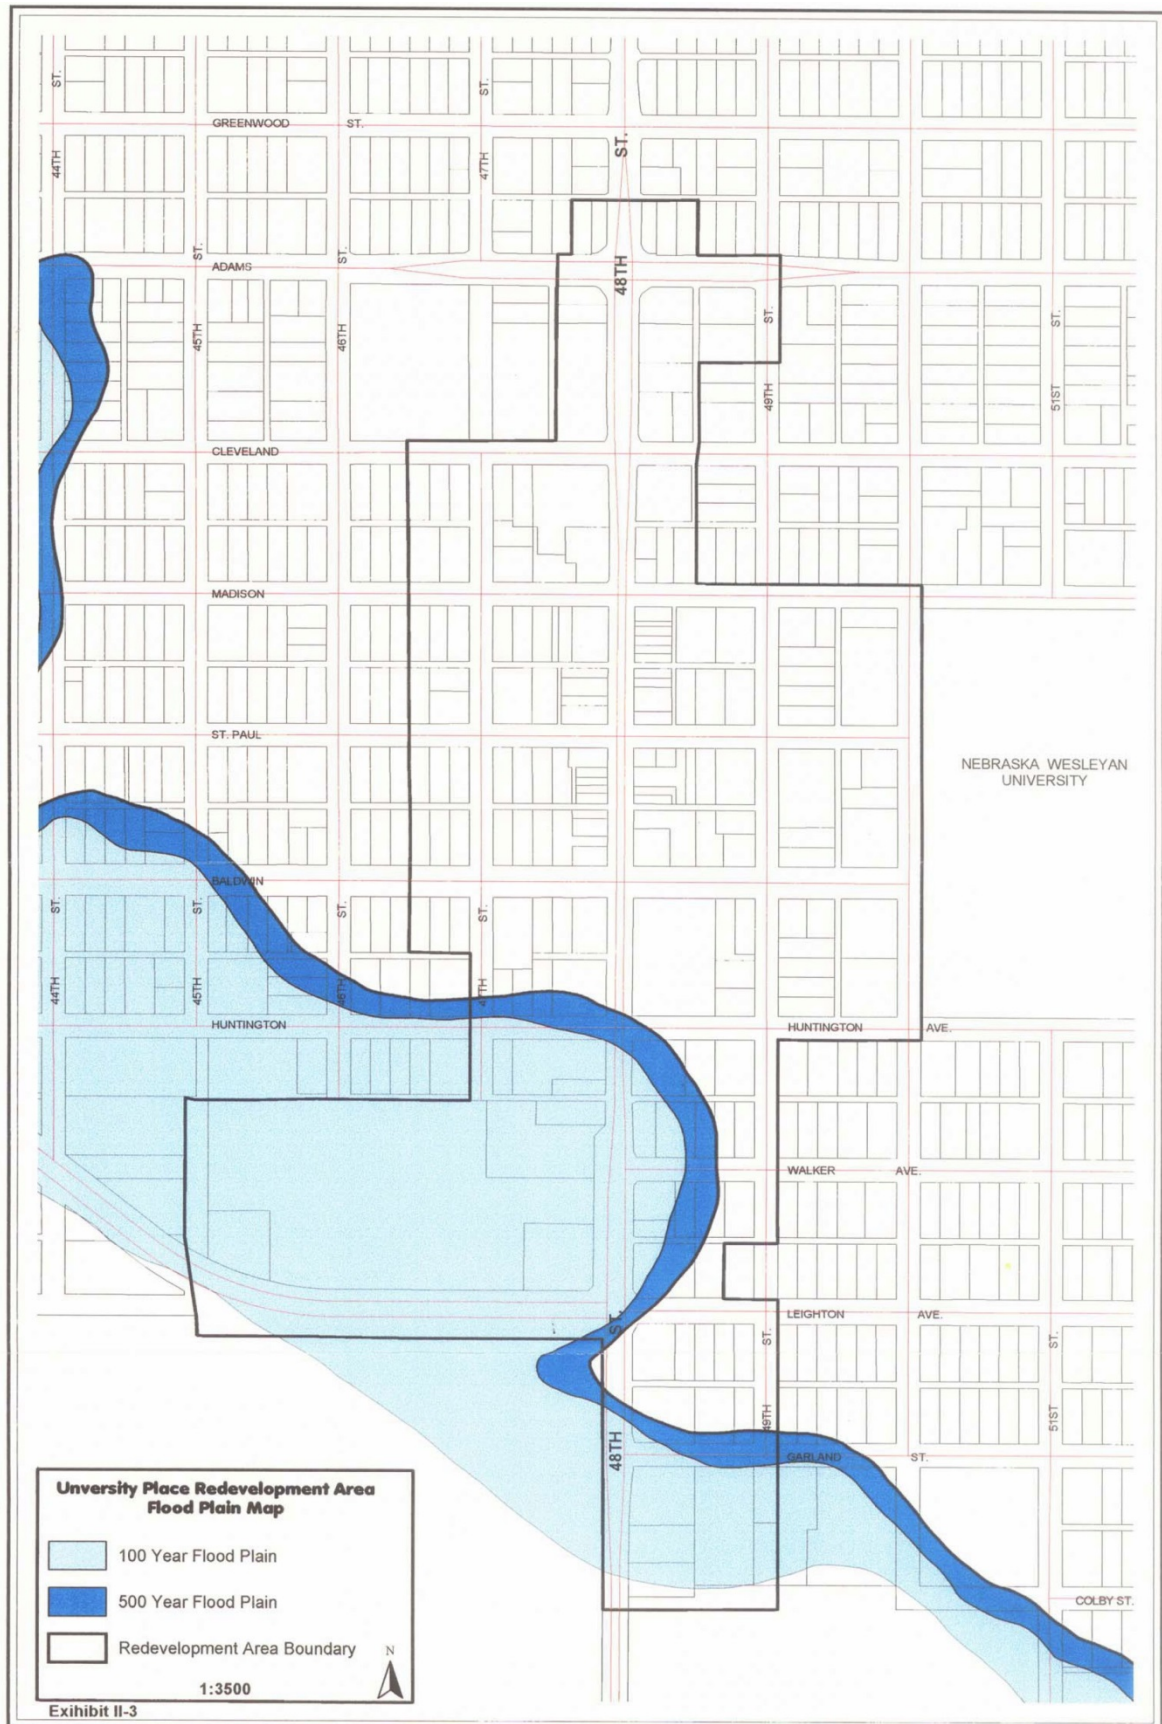 ST.
ST.
GREENWOOD ST.
44TH
47TH
ST.
ST.
ST.
ADAMS
48TH
45TH
46TH
ST.
49TH
ST.
51ST
CLEVELAND
MADISON
ST. PAUL
NEBRASKA WESLEYAN
UNIVERSITY
BALDWIN
ST.
ST.
ST.
ST.
44TH
45TH
46TH
47TH
HUNTINGTON
HUNTINGTON AVE.
WALKER AVE.
LEIGHTON AVE.
ST.
ST.
ST.
48TH
49TH
51ST
GARLAND ST.
COLBY ST.
Unversity Place Redevelopment Area
Flood Plain Map
100 Year Flood Plain
500 Year Flood Plain
Redevelopment Area Boundary
N
1:3500
Exihibit II-3